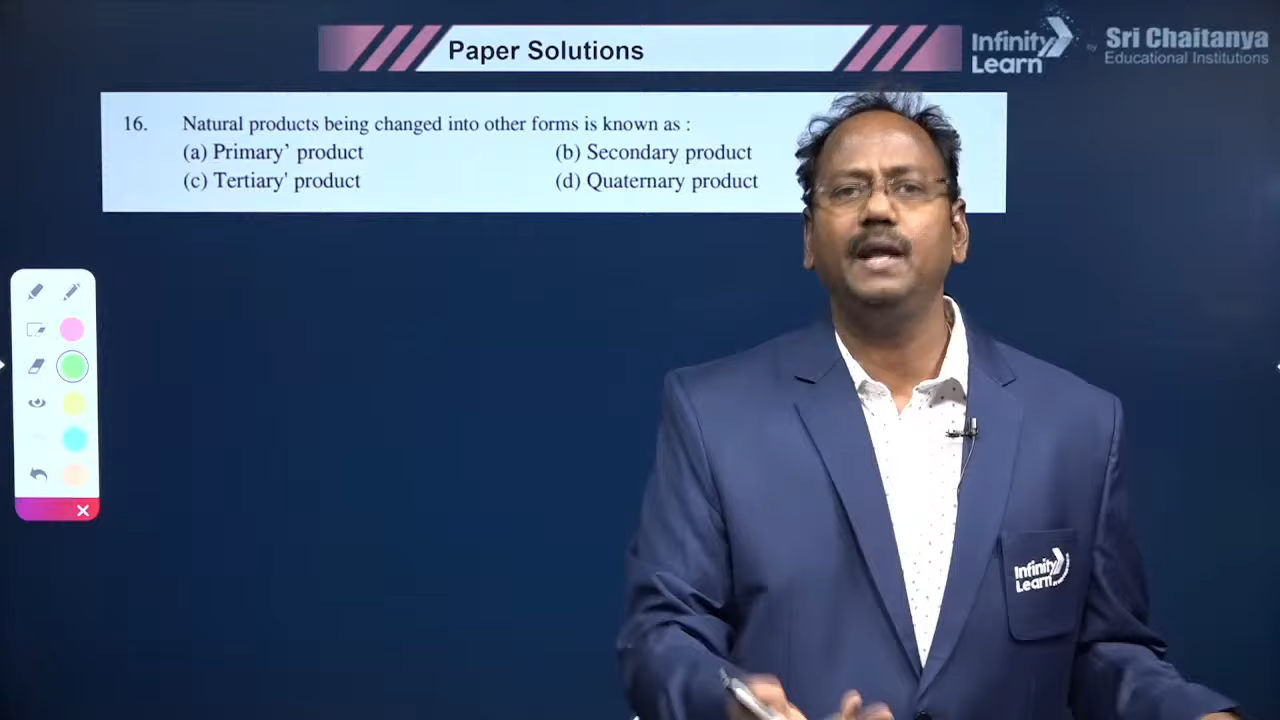 Paper Solutions
Infinity Learn
by
Sri Chaitanya
Educational Institutions
16. Natural products being changed into other forms is known as :
(a) Primary’ product (b) Secondary product
(c) Tertiary' product (d) Quaternary product
Infinity
Learn